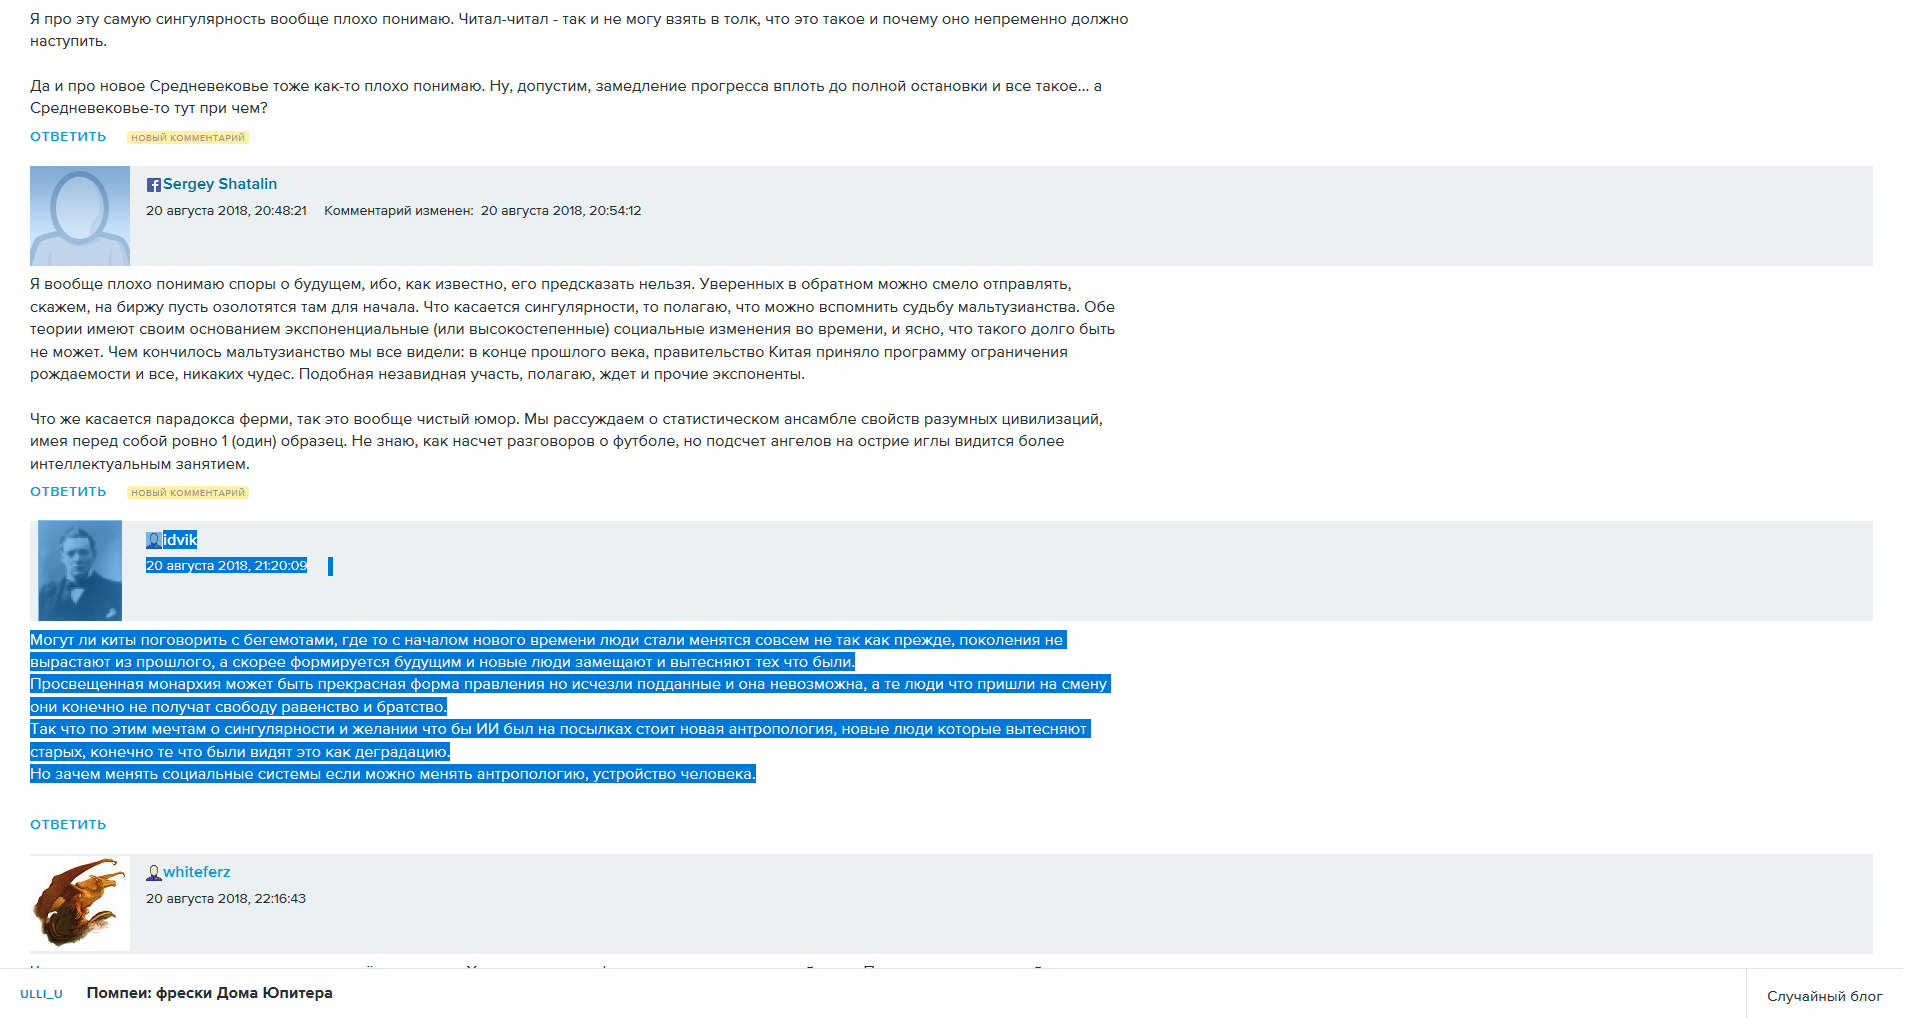 Я про эту самую сингулярность вообще плохо понимаю. Читал-читал - так и не могу взять в толк, что это такое и почему оно непременно должно
наступить.
Да и про новое Средневековье тоже как-то плохо понимаю. Ну, допустим, замедление прогресса вплоть до полной остановки и все такое... а
Средневековье-то тут при чем?
ОТВЕТИТЬ НОВЫЙ КОММЕНТАРИЙ
Sergey Shatalin
20 августа 2018, 20:48:21 Комментарий изменен: 20 августа 2018, 20:54:12
Я вообще плохо понимаю споры о будущем, ибо, как известно, его предсказать нельзя. Уверенных в обратном можно смело отправлять,
скажем, на биржу пусть озолотятся там для начала. Что касается сингулярности, то полагаю, что можно вспомнить судьбу мальтузианства. Обе
теории имеют своим основанием экспоненциальные (или высокостепенные) социальные изменения во времени, и ясно, что такого долго быть
не может. Чем кончилось мальтузианство мы все видели: в конце прошлого века, правительство Китая приняло программу ограничения
рождаемости и все, никаких чудес. Подобная незавидная участь, полагаю, ждет и прочие экспоненты.
Что же касается парадокса ферми, так это вообще чистый юмор. Мы рассуждаем о статистическом ансамбле свойств разумных цивилизаций,
имея перед собой ровно 1 (один) образец. Не знаю, как насчет разговоров о футболе, но подсчет ангелов на острие иглы видится более
интеллектуальным занятием.
ОТВЕТИТЬ НОВЫЙ КОММЕНТАРИЙ
idvik
20 августа 2018, 21:20:09
Могут ли киты поговорить с бегемотами, где то с началом нового времени люди стали менятся совсем не так как прежде, поколения не
вырастают из прошлого, а скорее формируется будущим и новые люди замещают и вытесняют тех что были.
Просвещенная монархия может быть прекрасная форма правления но исчезли подданные и она невозможна, а те люди что пришли на смену
они конечно не получат свободу равенство и братство.
Так что по этим мечтам о сингулярности и желании что бы ИИ был на посылках стоит новая антропология, новые люди которые вытесняют
старых, конечно те что были видят это как деградацию.
Но зачем менять социальные системы если можно менять антропологию, устройство человека.
ОТВЕТИТЬ
whiteferz
20 августа 2018, 22:16:43
ULLI_U Помпеи: фрески Дома Юпитера Случайный блог